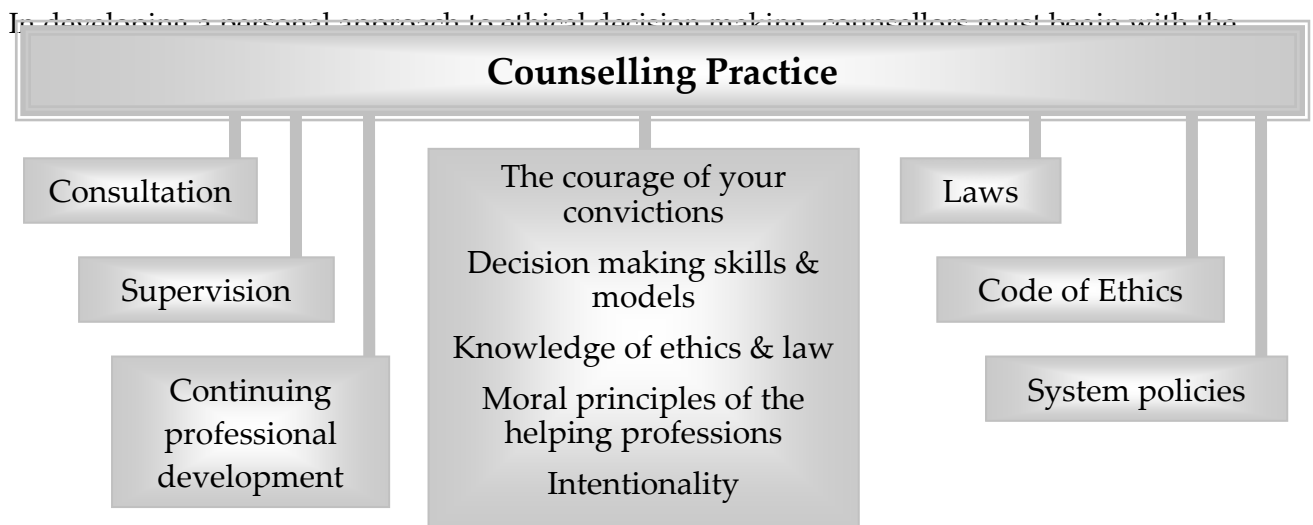 In developing a personal approach to ethical decision making, counsellors must begin with the
Counselling Practice
Consultation
Supervision
Continuing
professional
development
The courage of your
convictions
Decision making skills &
models
Knowledge of ethics & law
Moral principles of the
helping professions
Intentionality
Laws
Code of Ethics
System policies